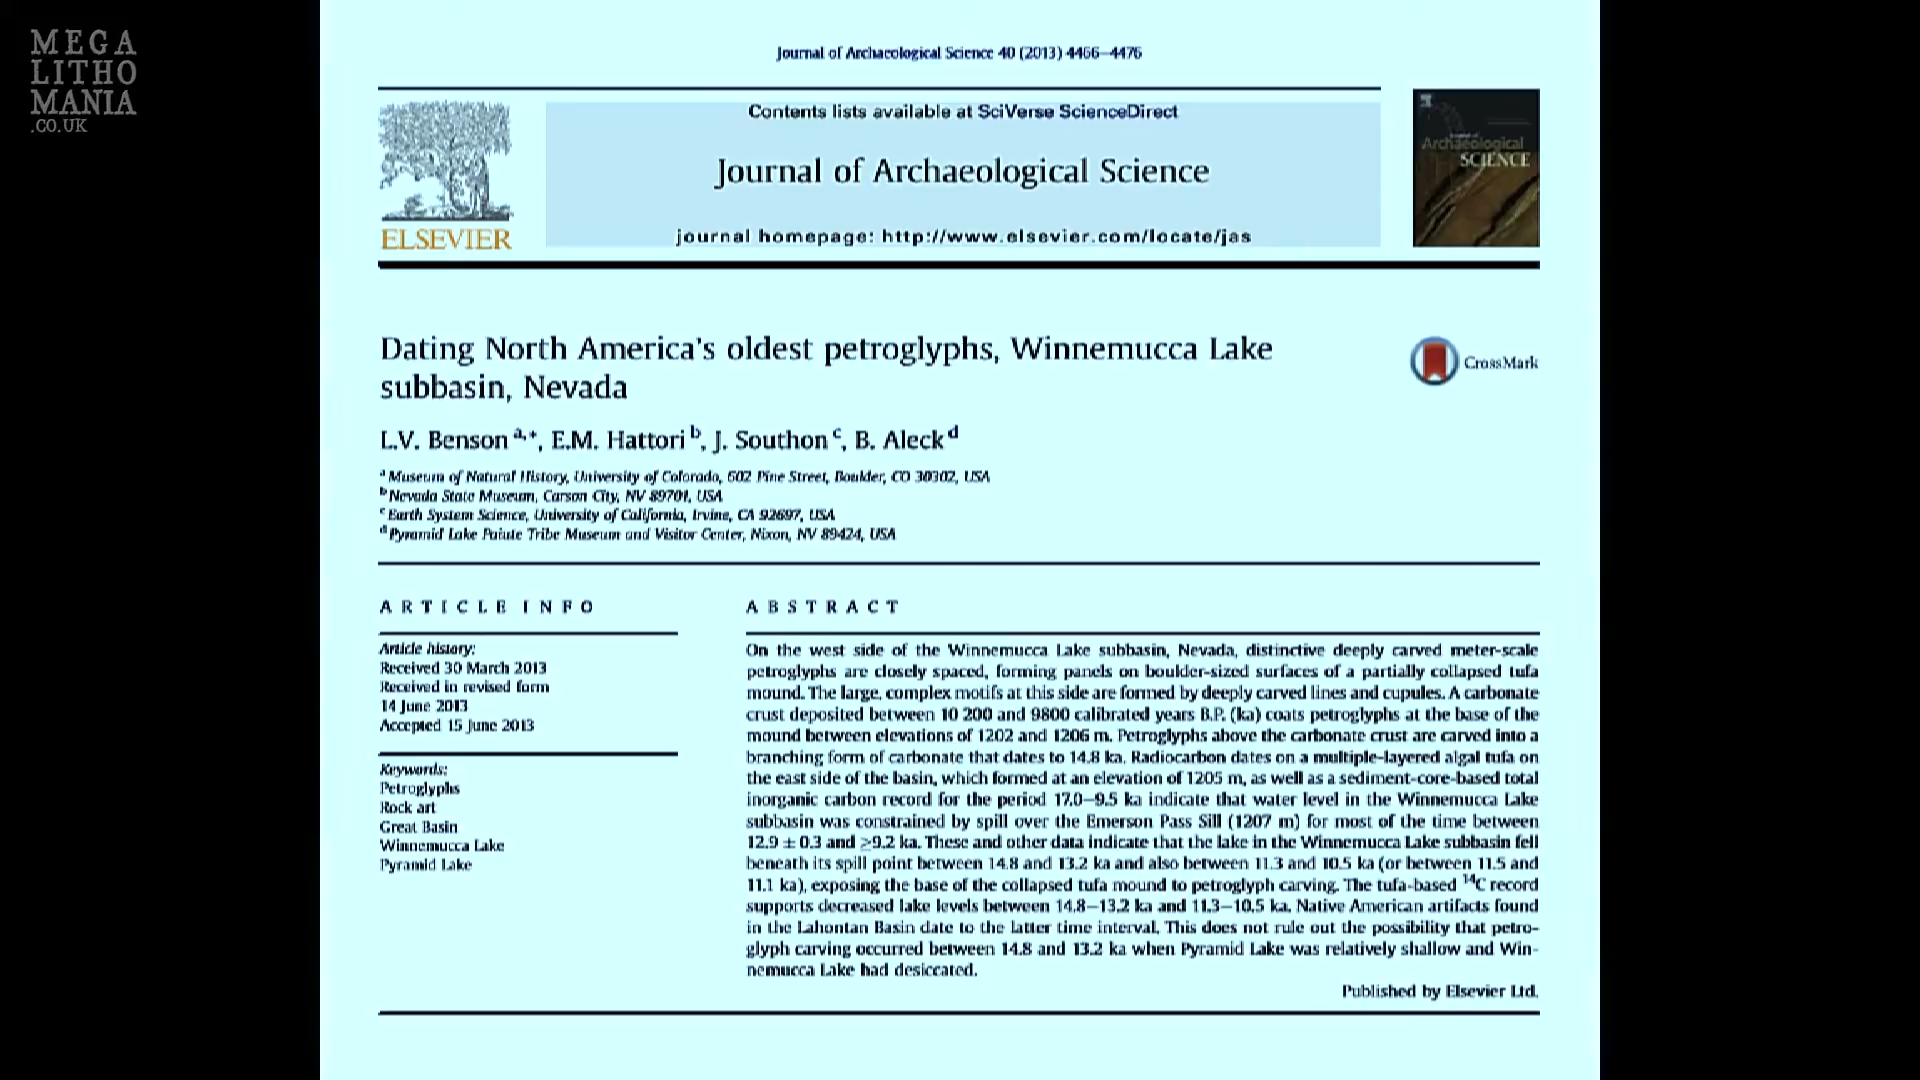 MEGA
LITHO
MANIA
.CO.UK
Journal of Archaeological Science 40 (2013) 4466–4476
Contents lists available at SciVerse ScienceDirect
Journal of Archaeological Science
journal homepage: http://www.elsevier.com/locate/jas
ELSEVIER
Archaeological
SCIENCE
Dating North America's oldest petroglyphs, Winnemucca Lake
subbasin, Nevada
CrossMark
L.V. Benson a,*, E.M. Hattori b, J. Southon c, B. Aleck d
a Museum of Natural History, University of Colorado, 602 Pine Street, Boulder, CO 30302, USA
b Nevada State Museum, Carson City, NV 89701, USA
c Earth System Science, University of California, Irvine, CA 92697, USA
d Pyramid Lake Paiute Tribe Museum and Visitor Center, Nixon, NV 89424, USA
ARTICLE INFO
Article history:
Received 30 March 2013
Received in revised form
14 June 2013
Accepted 15 June 2013
Keywords:
Petroglyphs
Rock art
Great Basin
Winnemucca Lake
Pyramid Lake
ABSTRACT
On the west side of the Winnemucca Lake subbasin, Nevada, distinctive deeply carved meter-scale
petroglyphs are closely spaced, forming panels on boulder-sized surfaces of a partially collapsed tufa
mound. The large, complex motifs at this side are formed by deeply carved lines and cupules. A carbonate
crust deposited between 10 200 and 9800 calibrated years B.P. (ka) coats petroglyphs at the base of the
mound between elevations of 1202 and 1206 m. Petroglyphs above the carbonate crust are carved into a
branching form of carbonate that dates to 14.8 ka. Radiocarbon dates on a multiple-layered algal tufa on
the east side of the basin, which formed at an elevation of 1205 m, as well as a sediment-core-based total
inorganic carbon record for the period 17.0–9.5 ka indicate that water level in the Winnemucca Lake
subbasin was constrained by spill over the Emerson Pass Sill (1207 m) for most of the time between
12.9 ± 0.3 and ≥9.2 ka. These and other data indicate that the lake in the Winnemucca Lake subbasin fell
beneath its spill point between 14.8 and 13.2 ka and also between 11.3 and 10.5 ka (or between 11.5 and
11.1 ka), exposing the base of the collapsed tufa mound to petroglyph carving. The tufa-based 14C record
supports decreased lake levels between 14.8–13.2 ka and 11.3–10.5 ka. Native American artifacts found
in the Lahontan Basin date to the latter time interval. This does not rule out the possibility that petro-
glyph carving occurred between 14.8 and 13.2 ka when Pyramid Lake was relatively shallow and Win-
nemucca Lake had desiccated.
Published by Elsevier Ltd.